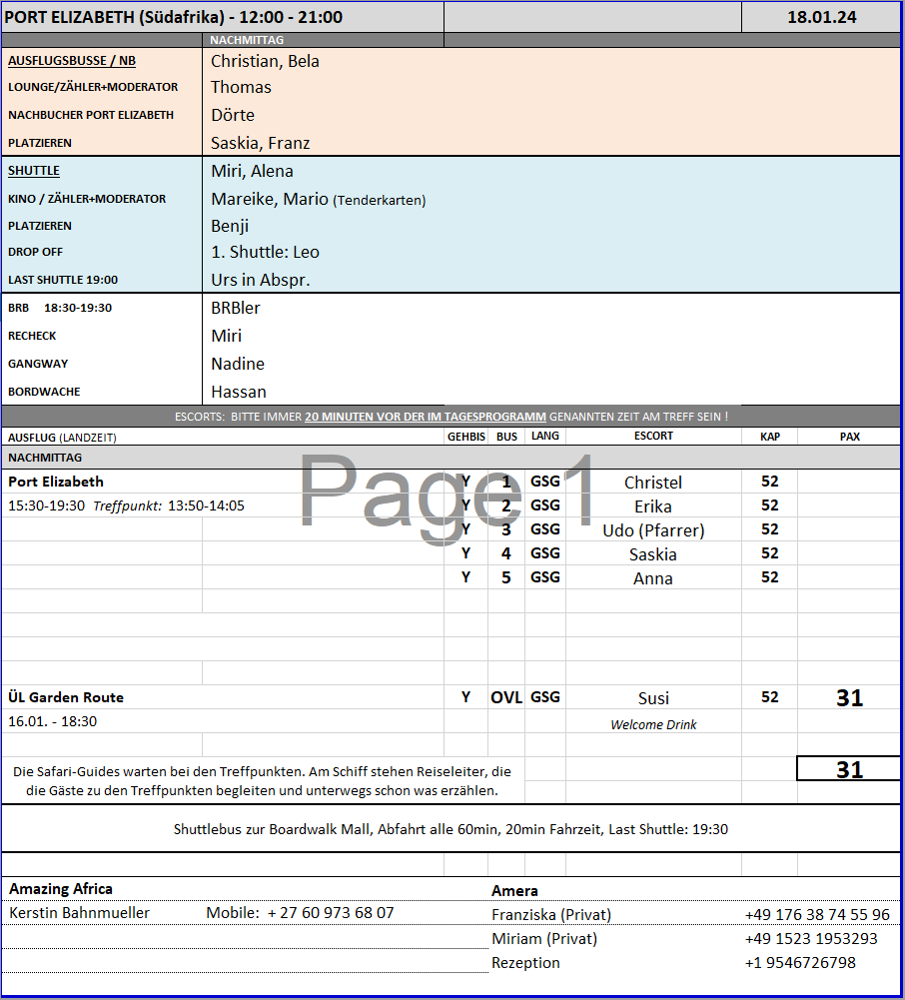 PORT ELIZABETH (Südafrika) - 12:00 - 21:00 18.01.24
NACHMITTAG
AUSFLUGSBUSSE / NB Christian, Bela
LOUNGE/ZÄHLER+MODERATOR Thomas
NACHBUCHER PORT ELIZABETH Dörte
PLATZIEREN Saskia, Franz
SHUTTLE Miri, Alena
KINO / ZÄHLER+MODERATOR Mareike, Mario (Tenderkarten)
PLATZIEREN Benji
DROP OFF 1. Shuttle: Leo
LAST SHUTTLE 19:00 Urs in Abspr.
BRB 18:30-19:30 BRBler
RECHECK Miri
GANGWAY Nadine
BORDWACHE Hassan
ESCORTS: BITTE IMMER 20 MINUTEN VOR DER IM TAGESPROGRAMM GENANNTEN ZEIT AM TREFF SEIN !
AUSFLUG (LANDZEIT) GEHBIS BUS LANG ESCORT KAP PAX
NACHMITTAG
Page 1
Port Elizabeth Y 1 GSG Christel 52
15:30-19:30 Treffpunkt: 13:50-14:05 Y 2 GSG Erika 52
Y 3 GSG Udo (Pfarrer) 52
Y 4 GSG Saskia 52
Y 5 GSG Anna 52
ÜL Garden Route Y OVL GSG Susi 52 31
16.01. - 18:30 Welcome Drink
31
Die Safari-Guides warten bei den Treffpunkten. Am Schiff stehen Reiseleiter, die
die Gäste zu den Treffpunkten begleiten und unterwegs schon was erzählen.
Shuttlebus zur Boardwalk Mall, Abfahrt alle 60min, 20min Fahrzeit, Last Shuttle: 19:30
Amazing Africa Amera
Kerstin Bahnmueller Mobile: + 27 60 973 68 07 Franziska (Privat) +49 176 38 74 55 96
Miriam (Privat) +49 1523 1953293
Rezeption +1 9546726798